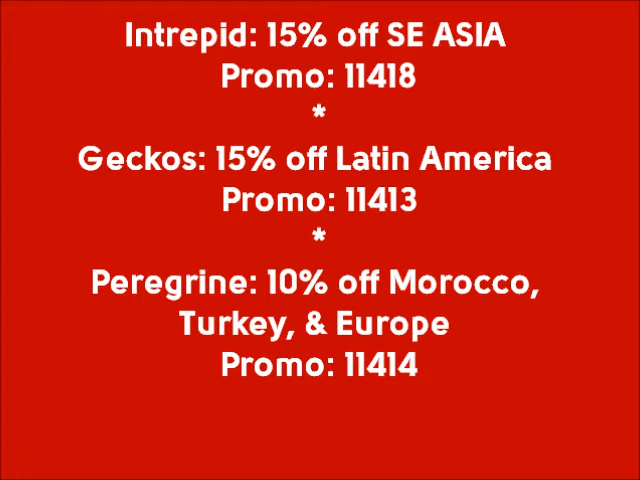 Intrepid: 15% off SE ASIA
Promo: 11418
*
Geckos: 15% off Latin America
Promo: 11413
*
Peregrine: 10% off Morocco,
Turkey, & Europe
Promo: 11414